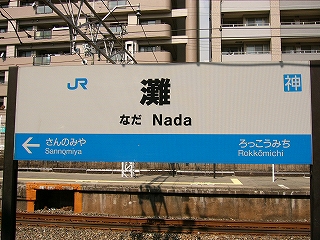 JR 灘 神
なだ Nada
さんのみや ろっこうみち
Sannomiya Rokkōmichi